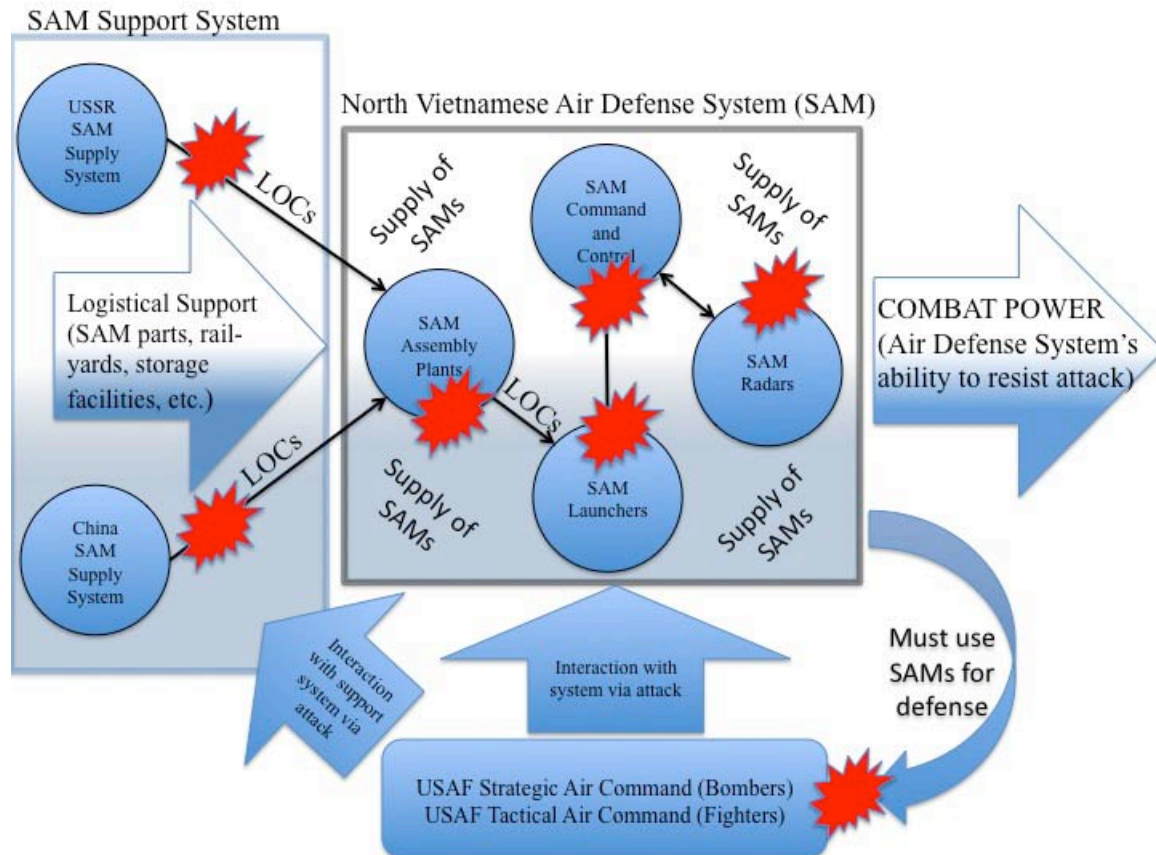 SAM Support System
USSR
SAM
Supply
System
LOCs
Logistical Support
(SAM parts, rail-
yards, storage
facilities, etc.)
LOCs
China
SAM
Supply
System
North Vietnamese Air Defense System (SAM)
Supply of
SAMs
SAM
Command
and
Control
Supply of
SAMs
SAM
Assembly
Plants
SAM
Radars
LOCs
Supply of
SAMs
SAM
Launchers
Supply of
SAMs
COMBAT POWER
(Air Defense System’s
ability to resist attack)
Interaction
with support
system via
attack
Interaction with
system via attack
Must use
SAMs for
defense
USAF Strategic Air Command (Bombers)
USAF Tactical Air Command (Fighters)